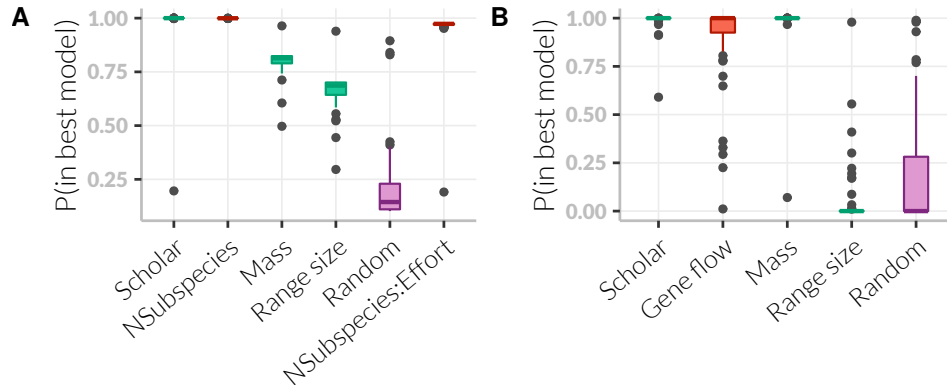 A
P(in best model)
1.00
0.75
0.50
0.25
Scholar
NSubspecies
Mass
Range size
Random
NSubspecies:Effort
B
P(in best model)
1.00
0.75
0.50
0.25
0.00
Scholar
Gene flow
Mass
Range size
Random